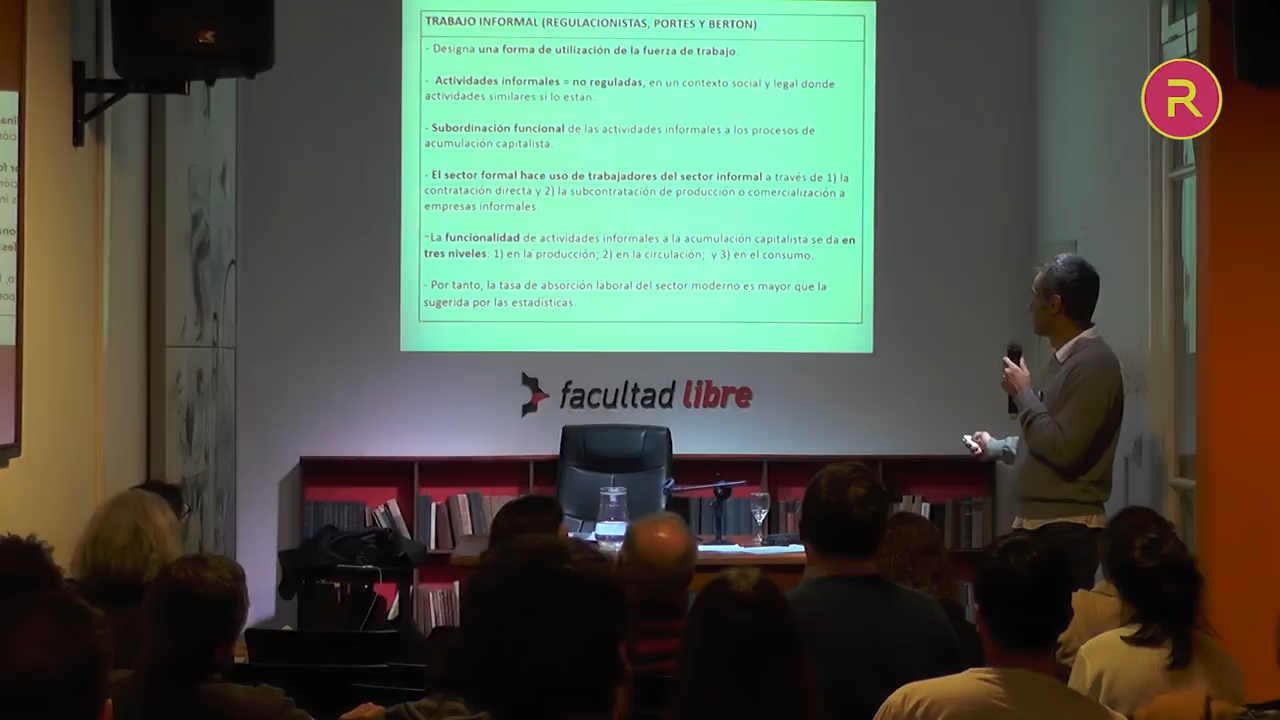 TRABAJO INFORMAL (REGULACIONISTAS, PORTES Y BERTON)
- Designa una forma de utilización de la fuerza de trabajo.
- Actividades informales = no reguladas, en un contexto social y legal donde
actividades similares sí lo están.
- Subordinación funcional de las actividades informales a los procesos de
acumulación capitalista.
- El sector formal hace uso de trabajadores del sector informal a través de 1) la
contratación directa y 2) la subcontratación de producción o comercialización a
empresas informales.
-La funcionalidad de actividades informales a la acumulación capitalista se da en
tres niveles: 1) en la producción; 2) en la circulación; y 3) en el consumo.
- Por tanto, la tasa de absorción laboral del sector moderno es mayor que la
sugerida por las estadísticas.
R
facultad libre